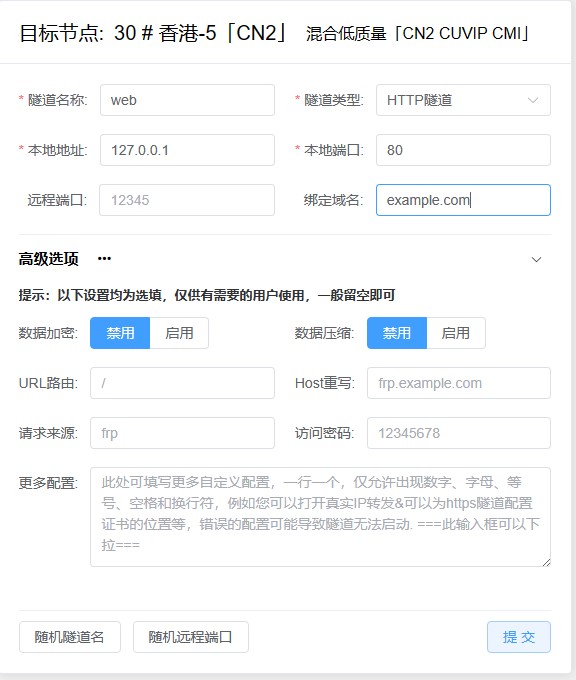 目标节点: 30 # 香港-5「CN2」 混合低质量「CN2 CUVIP CMI」
* 隧道名称: web * 隧道类型: HTTP隧道
* 本地地址: 127.0.0.1 * 本地端口: 80
远程端口: 12345 绑定域名: example.com
高级选项 •••
提示：以下设置均为选填，仅供有需要的用户使用，一般留空即可
数据加密: 禁用 启用 数据压缩: 禁用 启用
URL路由: / Host重写: frp.example.com
请求来源: frp 访问密码: 12345678
更多配置: 此处可填写更多自定义配置，一行一个，仅允许出现数字、字母、等
号、空格和换行符，例如您可以打开真实IP转发&可以为https隧道配置
证书的位置等，错误的配置可能导致隧道无法启动. ===此输入框可以下
拉===
随机隧道名 随机远程端口 提 交